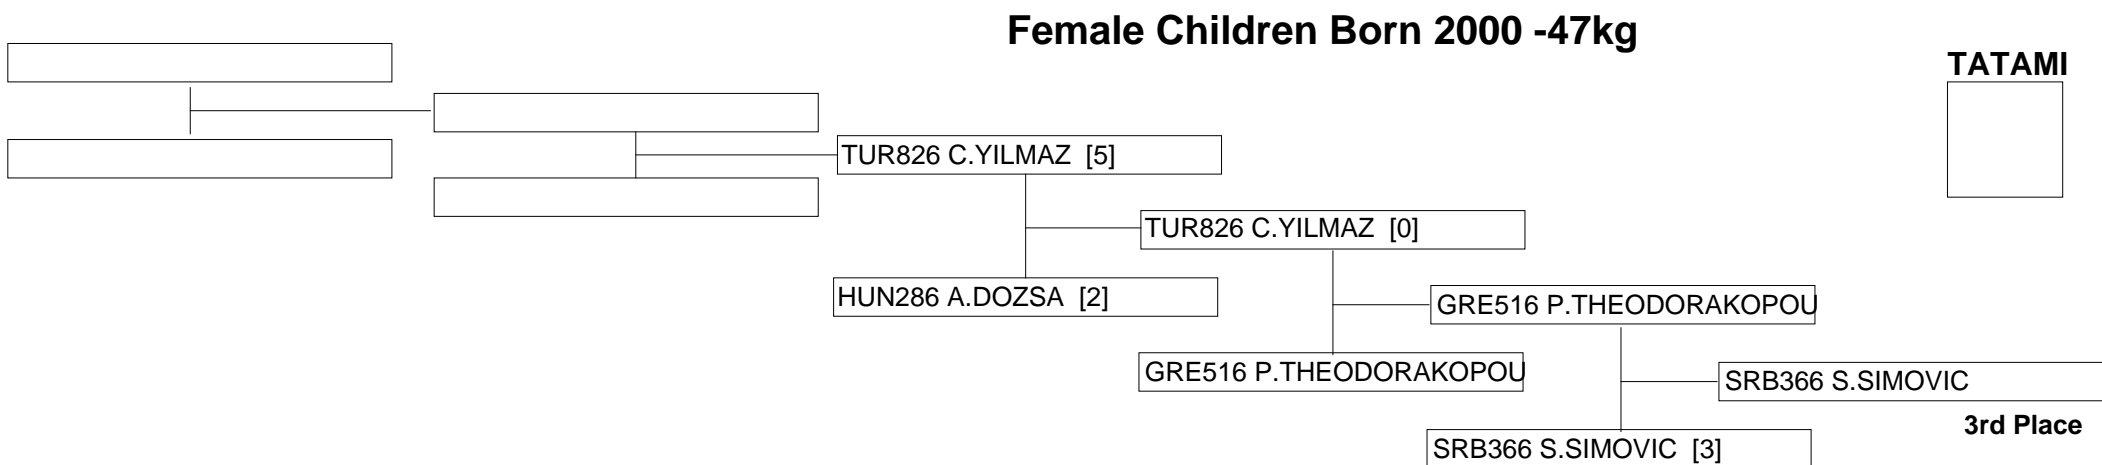 Female Children Born 2000 -47kg
TATAMI
TUR826 C.YILMAZ [5]
TUR826 C.YILMAZ [0]
HUN286 A.DOZSA [2]
GRE516 P.THEODORAKOPOU
GRE516 P.THEODORAKOPOU
SRB366 S.SIMOVIC
3rd Place
SRB366 S.SIMOVIC [3]